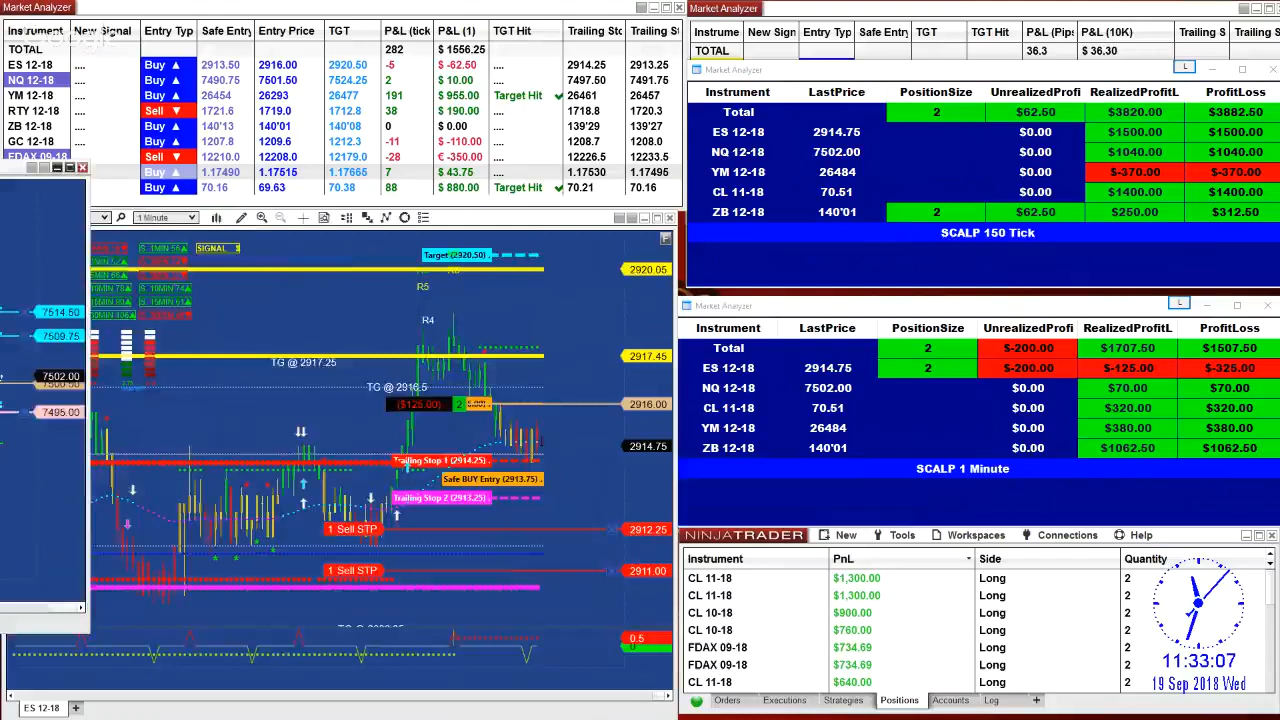 Market Analyzer
Instrument New Signal Entry Typ Safe Entry Entry Price TGT P&L (tick P&L (1) TGT Hit Trailing Sto Trailing Sto
TOTAL 282 $ 1556.25
ES 12-18 .... Buy ▲ 2913.50 2916.00 2920.50 -5 $ -62.50 2914.25 2913.25
NQ 12-18 .... Buy ▲ 7490.75 7501.50 7524.25 2 $ 10.00 7497.50 7491.75
YM 12-18 .... Buy ▲ 26454 26293 26477 191 $ 955.00 Target Hit ✔ 26461 26457
RTY 12-18 .... Sell ▼ 1721.6 1719.0 1712.8 38 $ 190.00 1718.8 1720.3
ZB 12-18 .... Buy ▲ 140'13 140'01 140'08 0 $ 0.00 139'29 139'27
GC 12-18 .... Buy ▲ 1207.8 1209.6 1212.3 -11 $ -110.00 1208.7 1208.0
FDAX 09-18 .... Sell ▼ 12210.0 12208.0 12179.0 -28 € -350.00 12226.5 12233.5
Buy ▲ 1.17490 1.17515 1.17665 7 $ 43.75 1.17530 1.17495
Buy ▲ 70.16 69.63 70.38 88 $ 880.00 Target Hit ✔ 70.21 70.16
1 Minute
SIGNAL
Target (2920.50)
2920.05
R5
R4
7514.50
7509.75
7502.00
7495.00
TG @ 2917.25
2917.45
TG @ 2916.5
($125.00) 2
2916.00
2914.75
Trailing Stop 1 (2914.25)
Safe BUY Entry (2913.75)
Trailing Stop 2 (2913.25)
1 Sell STP
2912.25
1 Sell STP
2911.00
0.5
0
ES 12-18 +
Market Analyzer
Instrume New Sign Entry Typ Safe Entry TGT TGT Hit P&L (Pips P&L (10K) Trailing S Trailing Sto
TOTAL 36.3 $ 36.30
Market Analyzer L
Instrument LastPrice PositionSize UnrealizedProfi RealizedProfitL ProfitLoss
Total 2 $62.50 $3820.00 $3882.50
ES 12-18 2914.75 $0.00 $1500.00 $1500.00
NQ 12-18 7502.00 $0.00 $1040.00 $1040.00
YM 12-18 26484 $0.00 $-370.00 $-370.00
CL 11-18 70.51 $0.00 $1400.00 $1400.00
ZB 12-18 140'01 2 $62.50 $250.00 $312.50
SCALP 150 Tick
Market Analyzer L
Instrument LastPrice PositionSize UnrealizedProfi RealizedProfitL ProfitLoss
Total 2 $-200.00 $1707.50 $1507.50
ES 12-18 2914.75 2 $-200.00 $-125.00 $-325.00
NQ 12-18 7502.00 $0.00 $70.00 $70.00
CL 11-18 70.51 $0.00 $320.00 $320.00
YM 12-18 26484 $0.00 $380.00 $380.00
ZB 12-18 140'01 $0.00 $1062.50 $1062.50
SCALP 1 Minute
NINJATRADER New Tools Workspaces Connections Help
Instrument PnL Side Quantity
CL 11-18 $1,300.00 Long 2
CL 11-18 $1,300.00 Long 2
CL 10-18 $900.00 Long 2
CL 10-18 $760.00 Long 2
FDAX 09-18 $734.69 Long 2
FDAX 09-18 $734.69 Long 2
CL 11-18 $640.00 Long 2
11:33:07
19 Sep 2018 Wed
Orders Executions Strategies Positions Accounts Log +